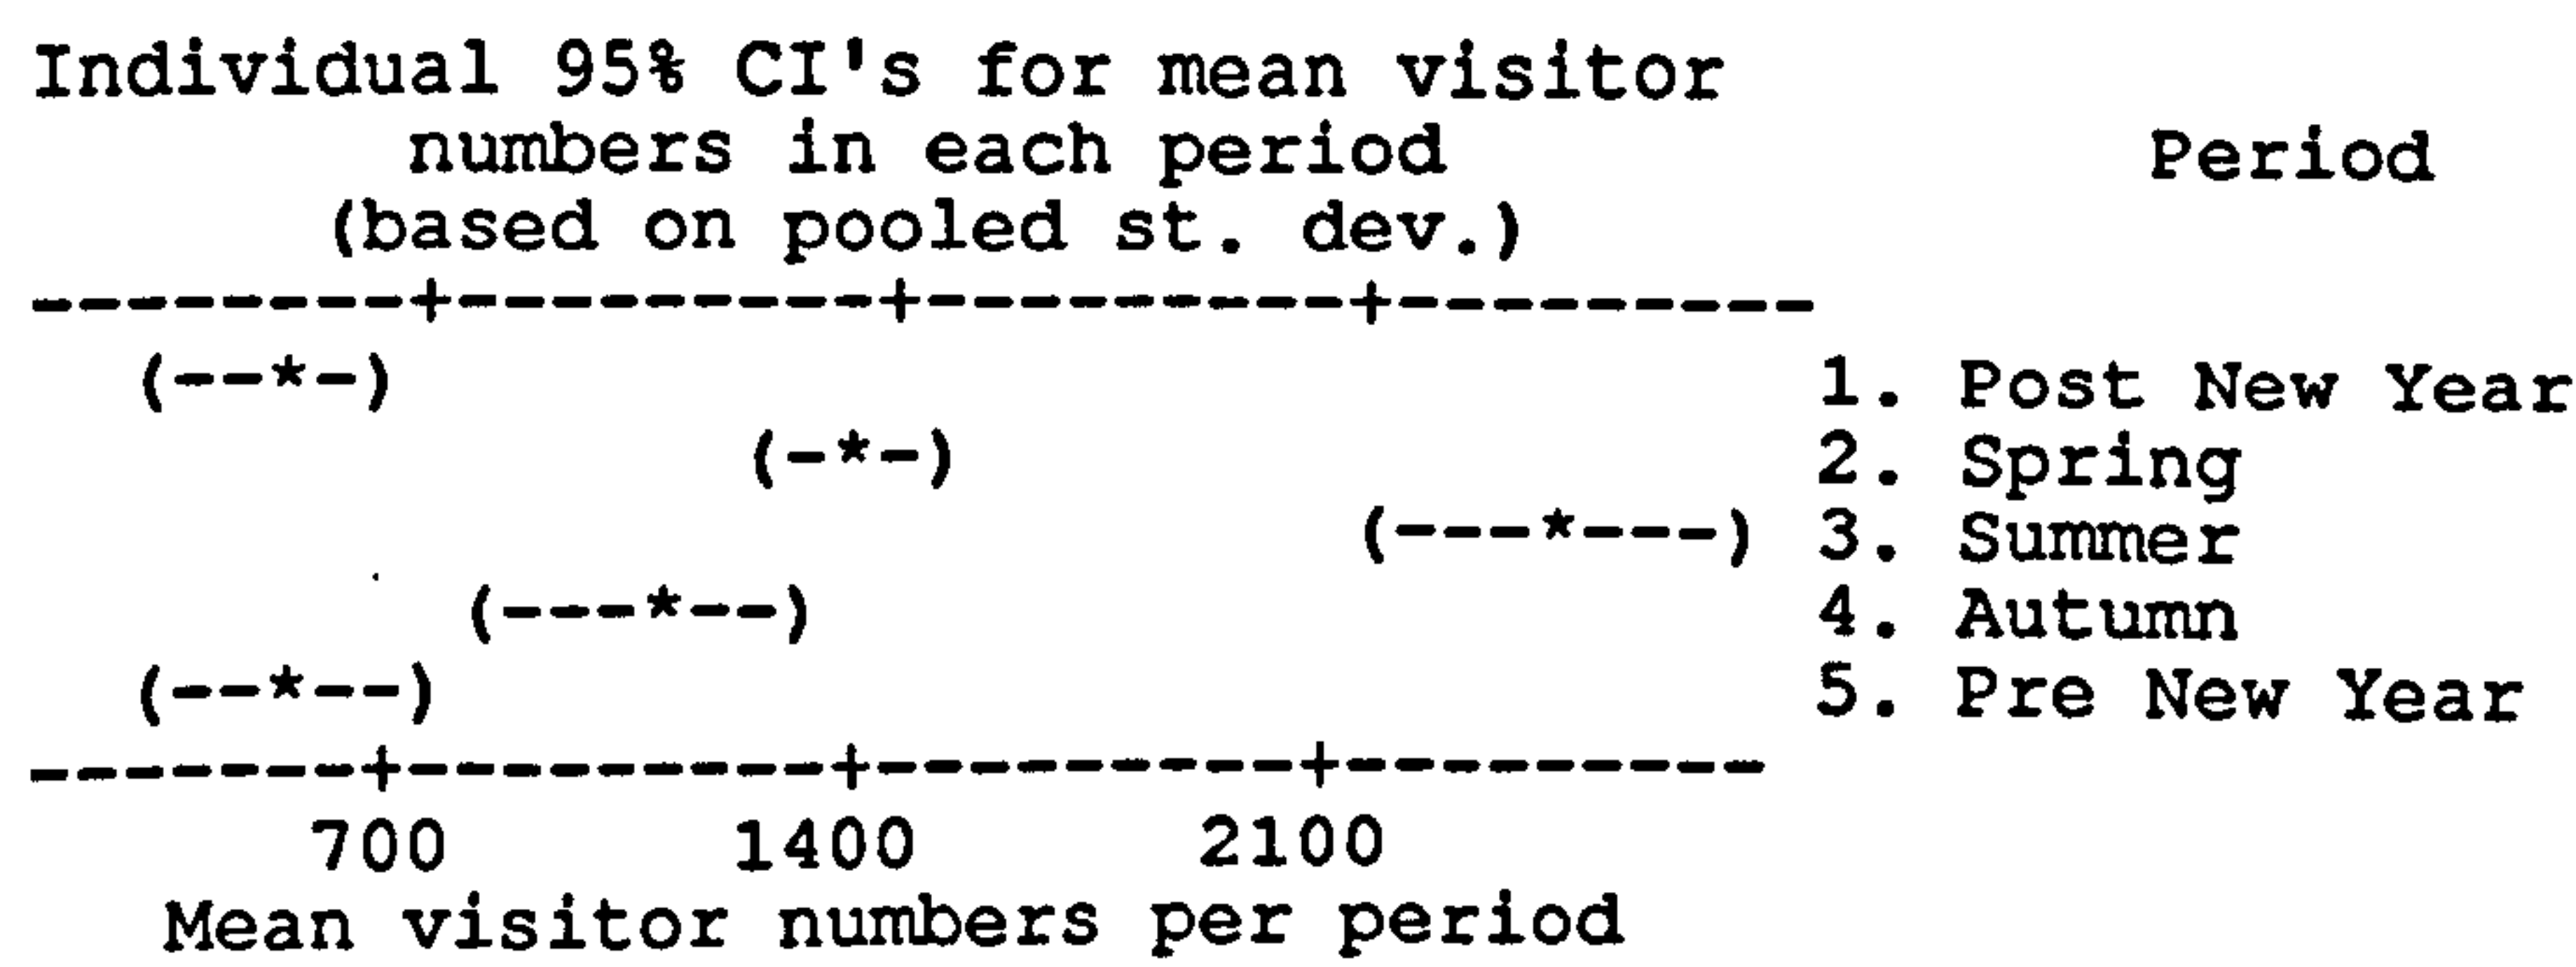 Individual 95% CI's for mean visitor
numbers in each period
Period
(based on pooled st. dev.)
--------+---------+---------+---------
(--*-) 1. Post New Year
(-*-) 2. Spring
(---*---) 3. Summer
(---*--) 4. Autumn
(--*--) 5. Pre New Year
-------+---------+---------+---------
700 1400 2100
Mean visitor numbers per period